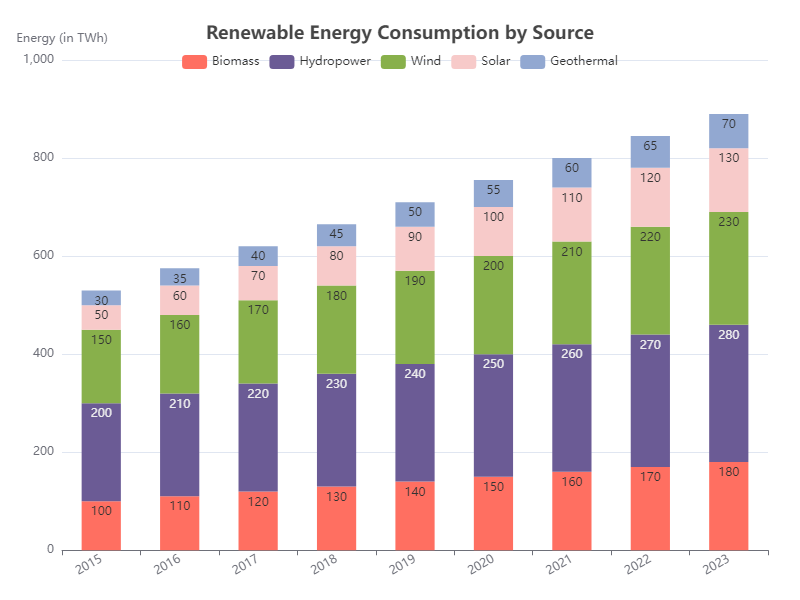 Renewable Energy Consumption by Source
Energy (in TWh)
Biomass Hydropower Wind Solar Geothermal
1,000
800
600
400
200
0
30 35 40 45 50 55 60 65 70
50 60 70 80 90 100 110 120 130
150 160 170 180 190 200 210 220 230
200 210 220 230 240 250 260 270 280
100 110 120 130 140 150 160 170 180
2015 2016 2017 2018 2019 2020 2021 2022 2023